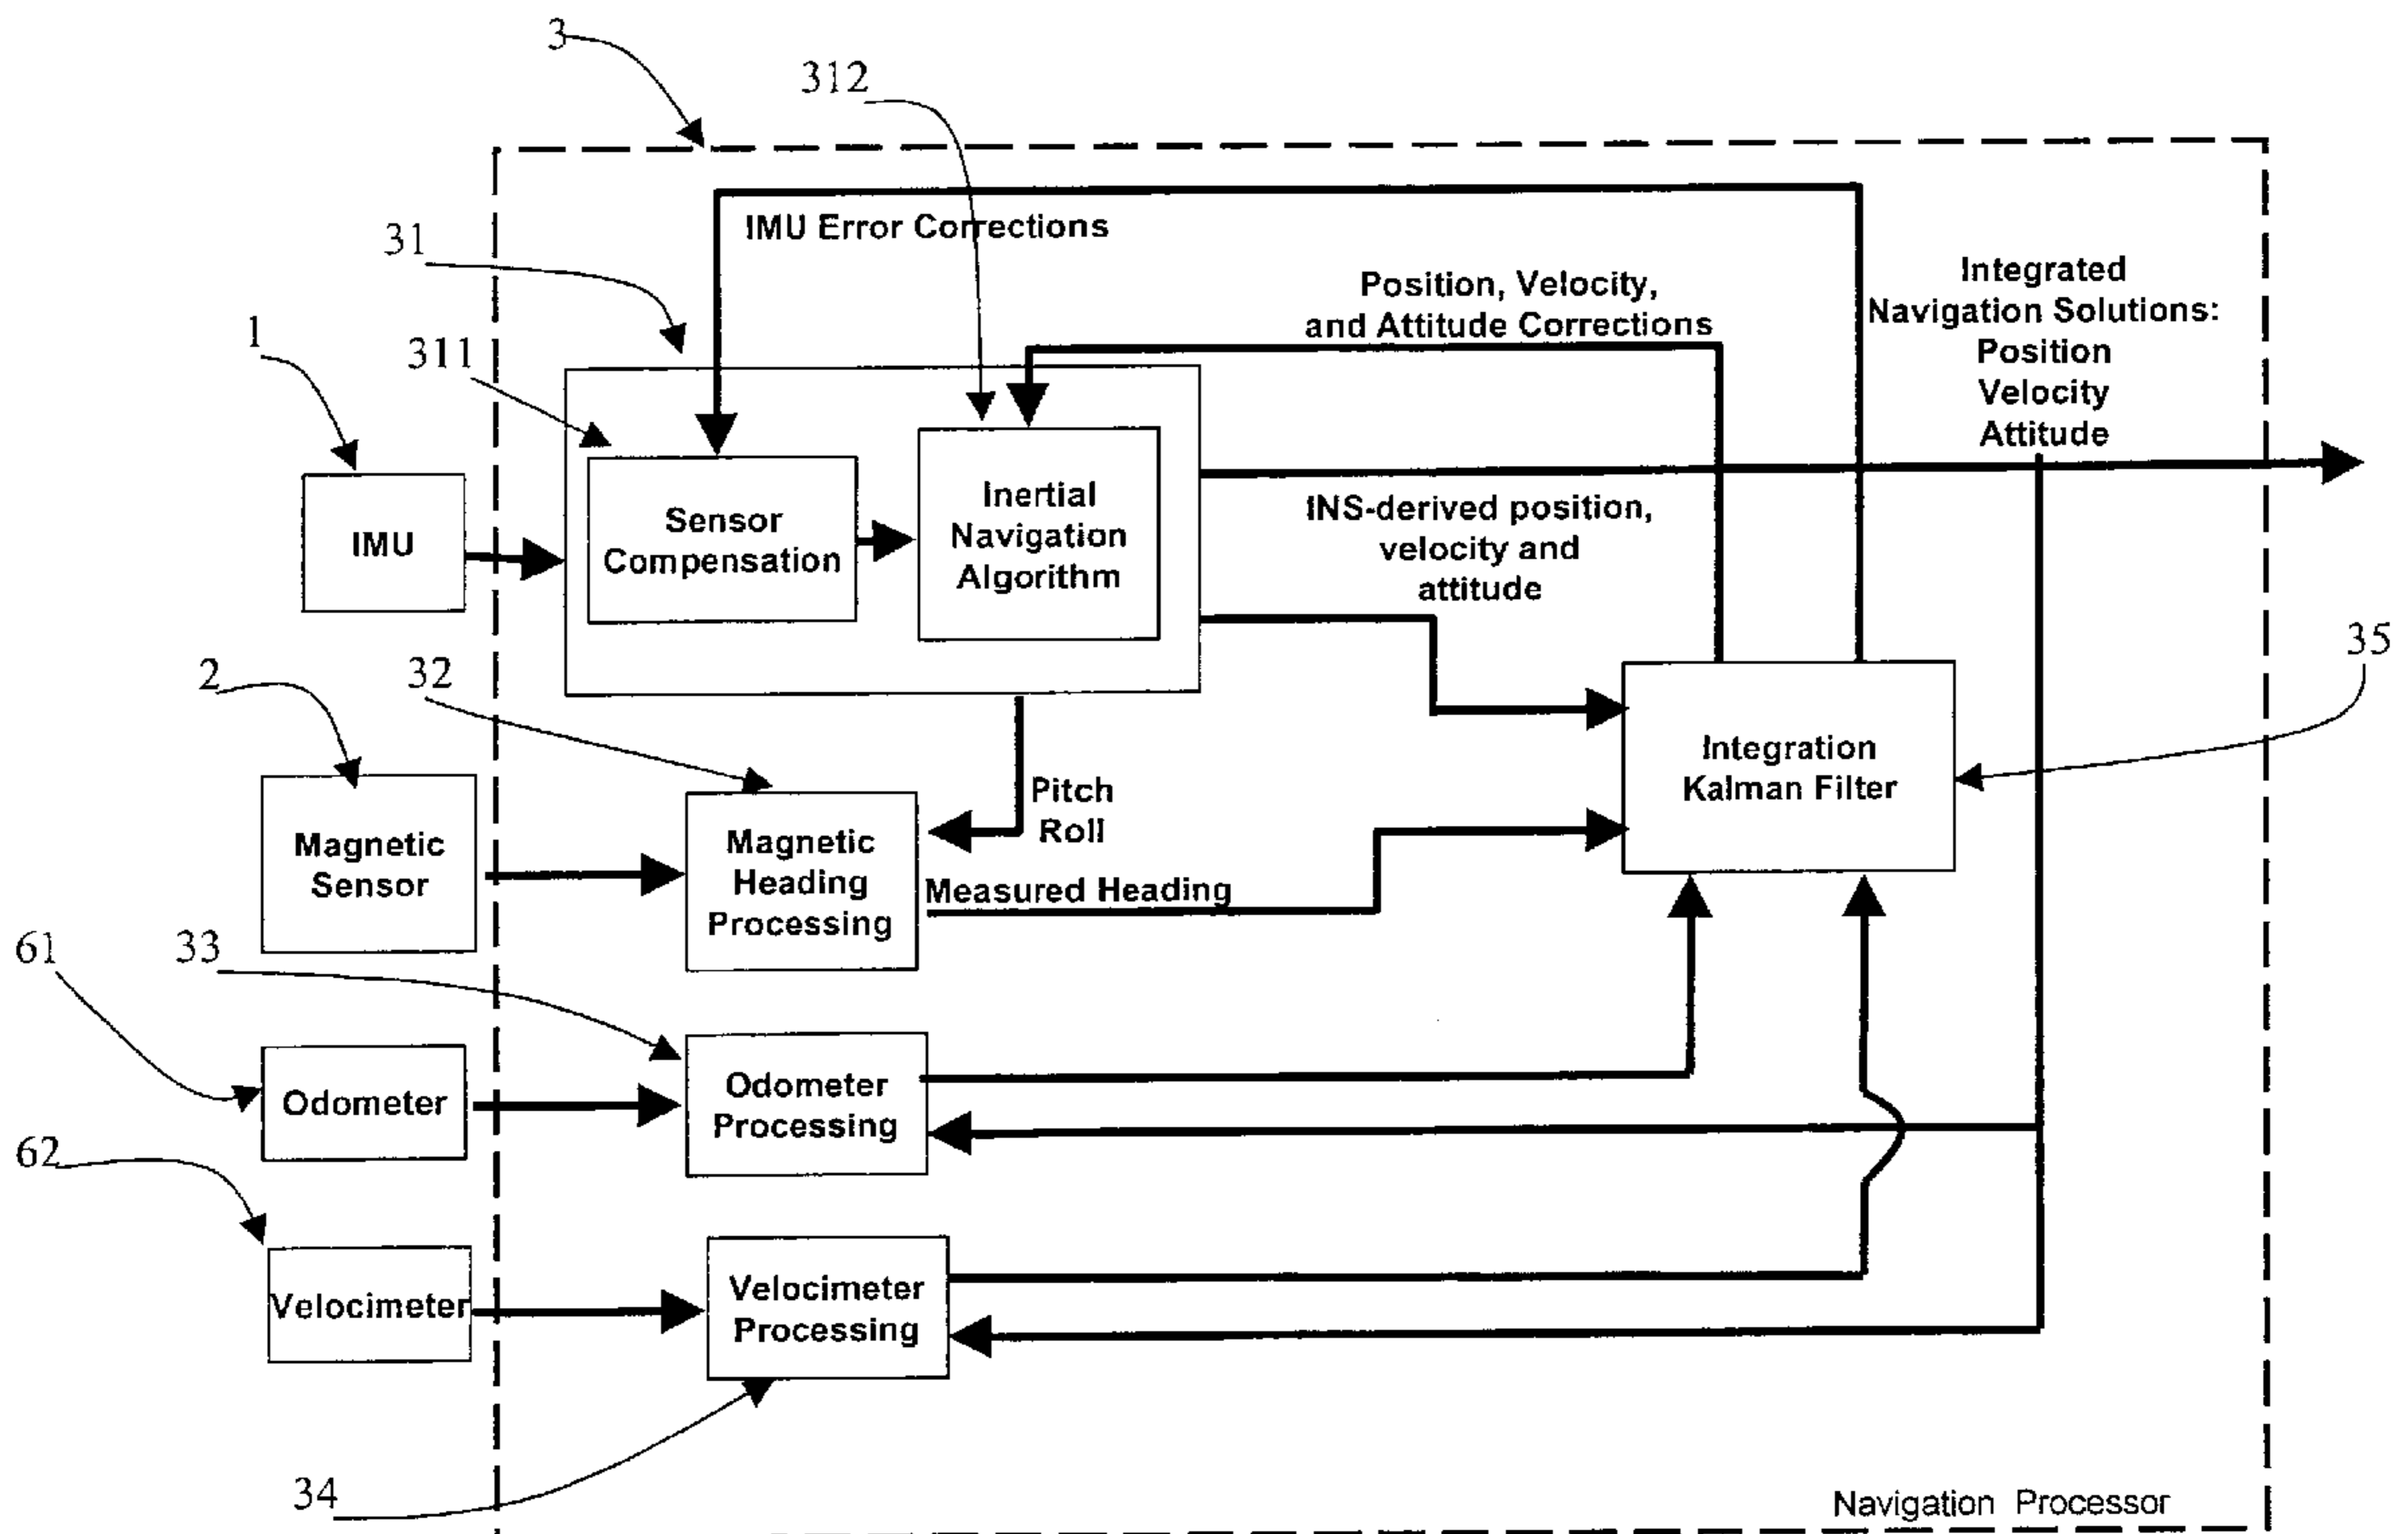 3
312
IMU Error Corrections
31
Position, Velocity,
and Attitude Corrections
Integrated
Navigation Solutions:
Position
Velocity
Attitude
1
311
IMU
Sensor
Compensation
Inertial
Navigation
Algorithm
INS-derived position,
velocity and
attitude
35
2
32
Integration
Kalman Filter
Pitch
Roll
Magnetic
Sensor
Magnetic
Heading
Processing
Measured Heading
61
33
Odometer
Odometer
Processing
62
Velocimeter
Velocimeter
Processing
34
Navigation Processor